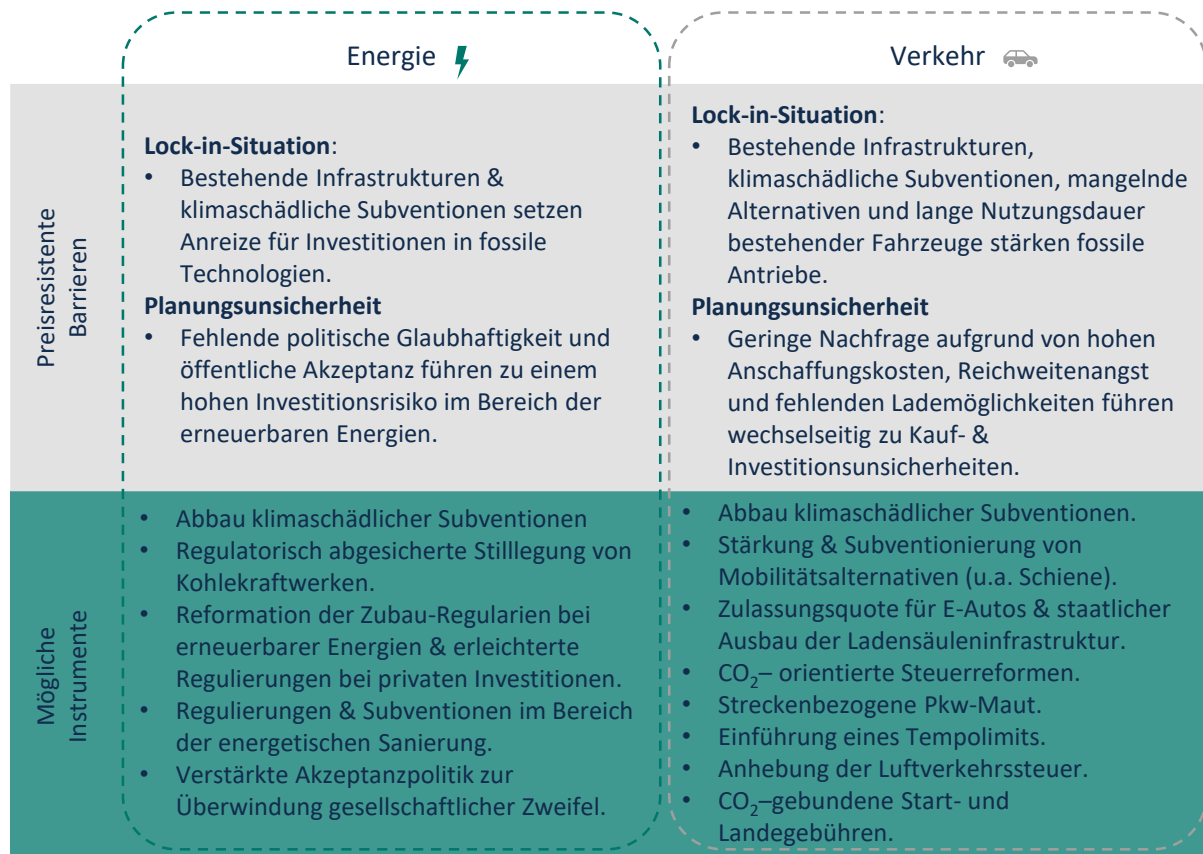 Energie
Verkehr
Preisresistente
Barrieren
Lock-in-Situation:
• Bestehende Infrastrukturen &
klimaschädliche Subventionen setzen
Anreize für Investitionen in fossile
Technologien.
Planungsunsicherheit
• Fehlende politische Glaubhaftigkeit und
öffentliche Akzeptanz führen zu einem
hohen Investitionsrisiko im Bereich der
erneuerbaren Energien.
Lock-in-Situation:
• Bestehende Infrastrukturen,
klimaschädliche Subventionen, mangelnde
Alternativen und lange Nutzungsdauer
bestehender Fahrzeuge stärken fossile
Antriebe.
Planungsunsicherheit
• Geringe Nachfrage aufgrund von hohen
Anschaffungskosten, Reichweitenangst
und fehlenden Lademöglichkeiten führen
wechselseitig zu Kauf- &
Investitionsunsicherheiten.
Mögliche
Instrumente
• Abbau klimaschädlicher Subventionen
• Regulatorisch abgesicherte Stilllegung von
Kohlekraftwerken.
• Reformation der Zubau-Regularien bei
erneuerbarer Energien & erleichterte
Regulierungen bei privaten Investitionen.
• Regulierungen & Subventionen im Bereich
der energetischen Sanierung.
• Verstärkte Akzeptanzpolitik zur
Überwindung gesellschaftlicher Zweifel.
• Abbau klimaschädlicher Subventionen.
• Stärkung & Subventionierung von
Mobilitätsalternativen (u.a. Schiene).
• Zulassungsquote für E-Autos & staatlicher
Ausbau der Ladensäuleninfrastruktur.
• CO₂– orientierte Steuerreformen.
• Streckenbezogene Pkw-Maut.
• Einführung eines Tempolimits.
• Anhebung der Luftverkehrssteuer.
• CO₂–gebundene Start- und
Landegebühren.